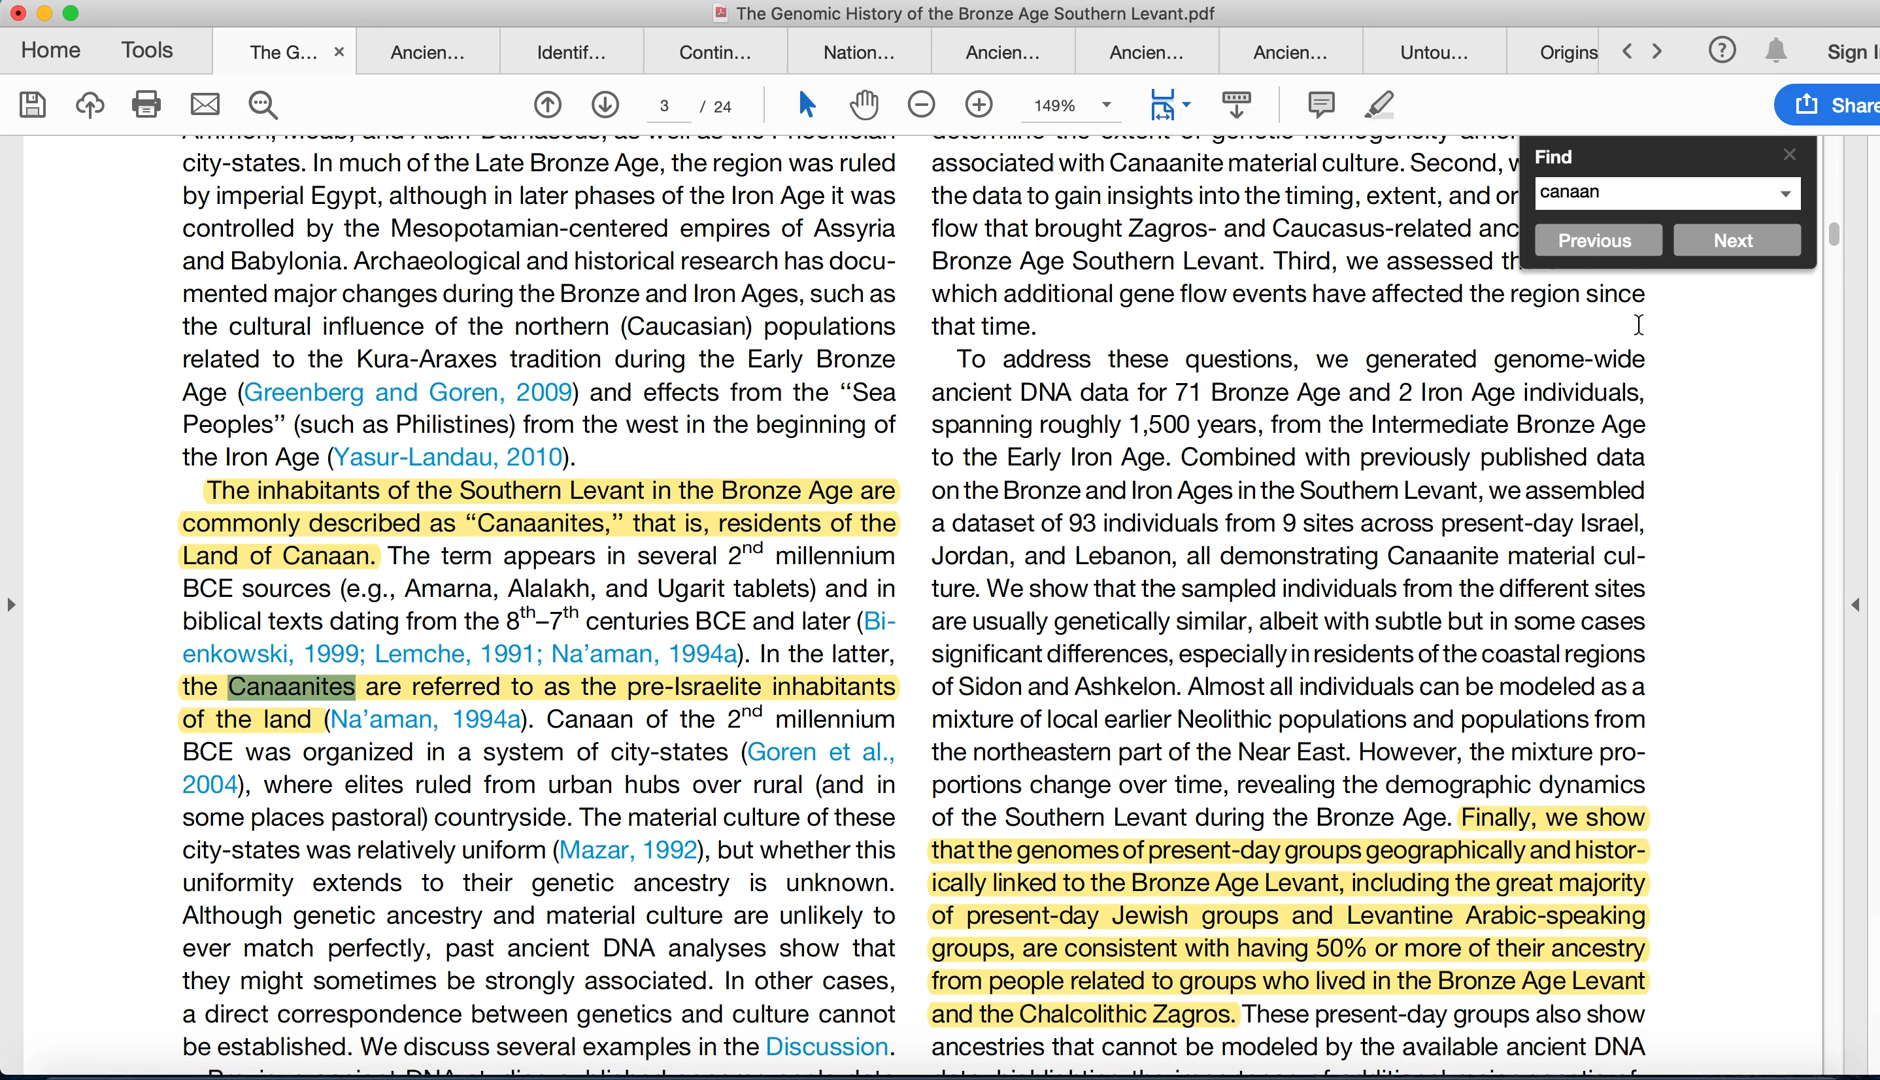 The Genomic History of the Bronze Age Southern Levant.pdf
Home Tools The G... × Ancien... Identif... Contin... Nation... Ancien... Ancien... Ancien... Untou... Origins Sign I
3 / 24 149% Share
Find
canaan
Previous Next
city-states. In much of the Late Bronze Age, the region was ruled
by imperial Egypt, although in later phases of the Iron Age it was
controlled by the Mesopotamian-centered empires of Assyria
and Babylonia. Archaeological and historical research has docu-
mented major changes during the Bronze and Iron Ages, such as
the cultural influence of the northern (Caucasian) populations
related to the Kura-Araxes tradition during the Early Bronze
Age (Greenberg and Goren, 2009) and effects from the “Sea
Peoples” (such as Philistines) from the west in the beginning of
the Iron Age (Yasur-Landau, 2010).
The inhabitants of the Southern Levant in the Bronze Age are
commonly described as “Canaanites,” that is, residents of the
Land of Canaan. The term appears in several 2nd millennium
BCE sources (e.g., Amarna, Alalakh, and Ugarit tablets) and in
biblical texts dating from the 8th–7th centuries BCE and later (Bi-
enkowski, 1999; Lemche, 1991; Na’aman, 1994a). In the latter,
the Canaanites are referred to as the pre-Israelite inhabitants
of the land (Na’aman, 1994a). Canaan of the 2nd millennium
BCE was organized in a system of city-states (Goren et al.,
2004), where elites ruled from urban hubs over rural (and in
some places pastoral) countryside. The material culture of these
city-states was relatively uniform (Mazar, 1992), but whether this
uniformity extends to their genetic ancestry is unknown.
Although genetic ancestry and material culture are unlikely to
ever match perfectly, past ancient DNA analyses show that
they might sometimes be strongly associated. In other cases,
a direct correspondence between genetics and culture cannot
be established. We discuss several examples in the Discussion.
associated with Canaanite material culture. Second, w
the data to gain insights into the timing, extent, and or
flow that brought Zagros- and Caucasus-related anc
Bronze Age Southern Levant. Third, we assessed th
which additional gene flow events have affected the region since
that time.
To address these questions, we generated genome-wide
ancient DNA data for 71 Bronze Age and 2 Iron Age individuals,
spanning roughly 1,500 years, from the Intermediate Bronze Age
to the Early Iron Age. Combined with previously published data
on the Bronze and Iron Ages in the Southern Levant, we assembled
a dataset of 93 individuals from 9 sites across present-day Israel,
Jordan, and Lebanon, all demonstrating Canaanite material cul-
ture. We show that the sampled individuals from the different sites
are usually genetically similar, albeit with subtle but in some cases
significant differences, especially in residents of the coastal regions
of Sidon and Ashkelon. Almost all individuals can be modeled as a
mixture of local earlier Neolithic populations and populations from
the northeastern part of the Near East. However, the mixture pro-
portions change over time, revealing the demographic dynamics
of the Southern Levant during the Bronze Age. Finally, we show
that the genomes of present-day groups geographically and histor-
ically linked to the Bronze Age Levant, including the great majority
of present-day Jewish groups and Levantine Arabic-speaking
groups, are consistent with having 50% or more of their ancestry
from people related to groups who lived in the Bronze Age Levant
and the Chalcolithic Zagros. These present-day groups also show
ancestries that cannot be modeled by the available ancient DNA